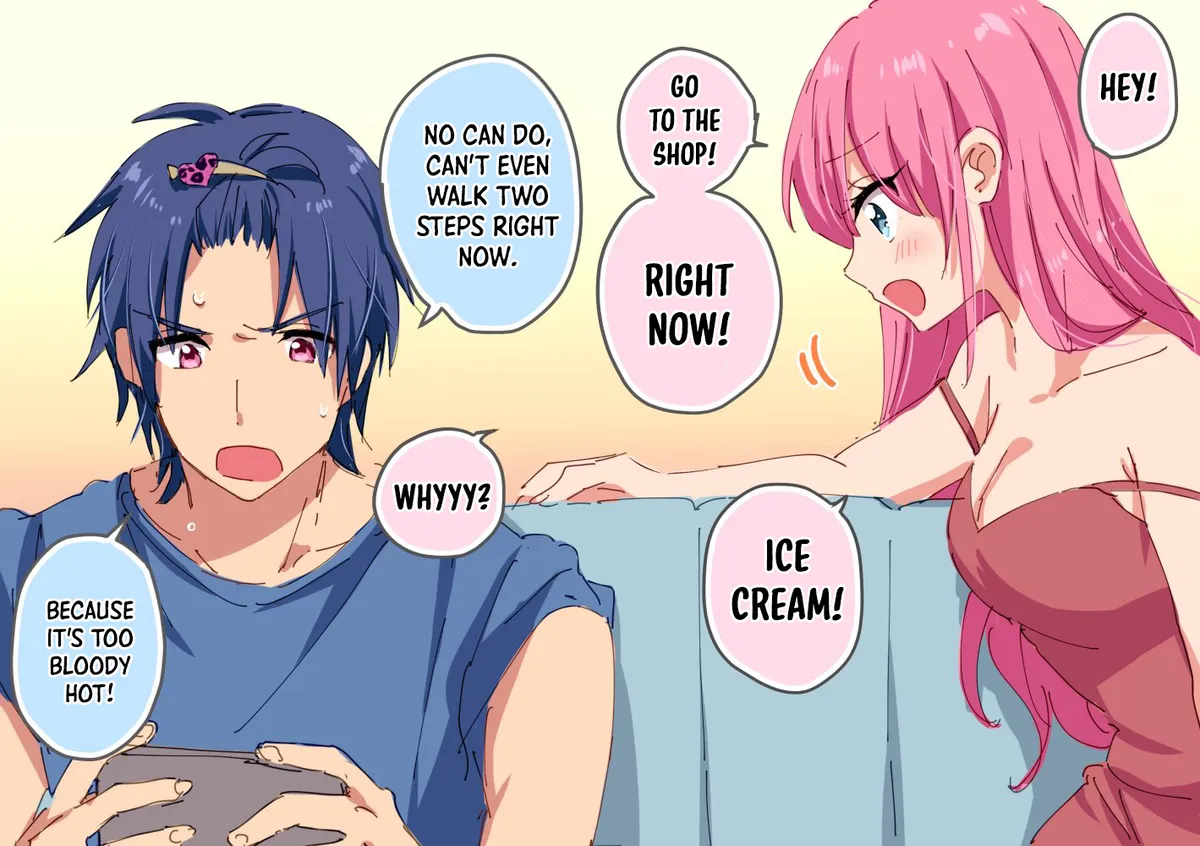 HEY!
GO
TO THE
SHOP!
RIGHT
NOW!
NO CAN DO,
CAN'T EVEN
WALK TWO
STEPS RIGHT
NOW.
ICE
CREAM!
WHYYY?
BECAUSE
IT'S TOO
BLOODY
HOT!